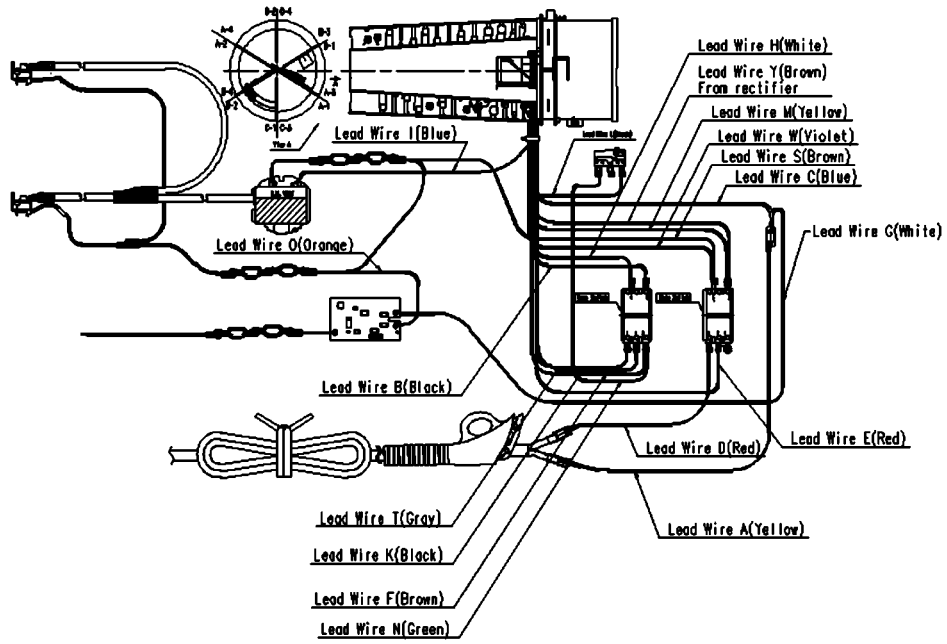 Lead Wire H(White)
Lead Wire Y(Brown)
From rectifier
Lead Wire M(Yellow)
Lead Wire W(Violet)
Lead Wire S(Brown)
Lead Wire C(Blue)
Lead Wire I(Blue)
Lead Wire G(White)
Lead Wire O(Orange)
Lead Wire B(Black)
Lead Wire D(Red)
Lead Wire E(Red)
Lead Wire A(Yellow)
Lead Wire T(Gray)
Lead Wire K(Black)
Lead Wire F(Brown)
Lead Wire N(Green)